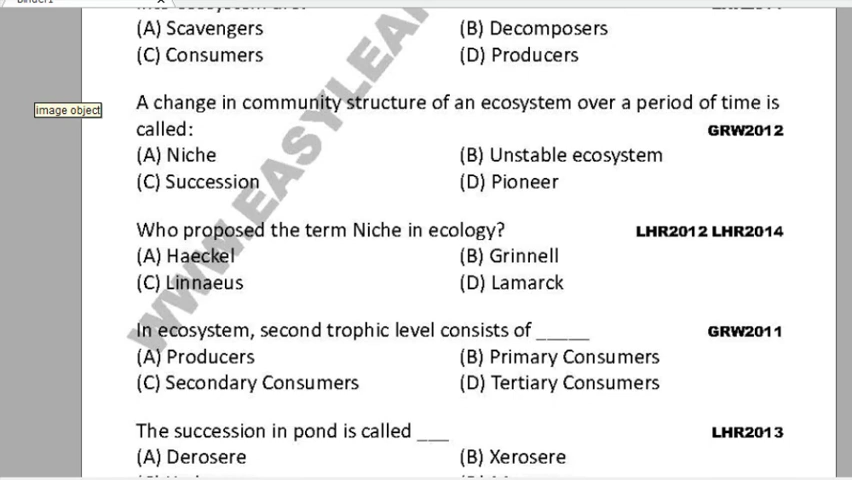 (A) Scavengers (B) Decomposers
(C) Consumers (D) Producers
image object
A change in community structure of an ecosystem over a period of time is
called: GRW2012
(A) Niche (B) Unstable ecosystem
(C) Succession (D) Pioneer
Who proposed the term Niche in ecology? LHR2012 LHR2014
(A) Haeckel (B) Grinnell
(C) Linnaeus (D) Lamarck
In ecosystem, second trophic level consists of _____ GRW2011
(A) Producers (B) Primary Consumers
(C) Secondary Consumers (D) Tertiary Consumers
The succession in pond is called ___ LHR2013
(A) Derosere (B) Xerosere
WWW.EASYLEAR